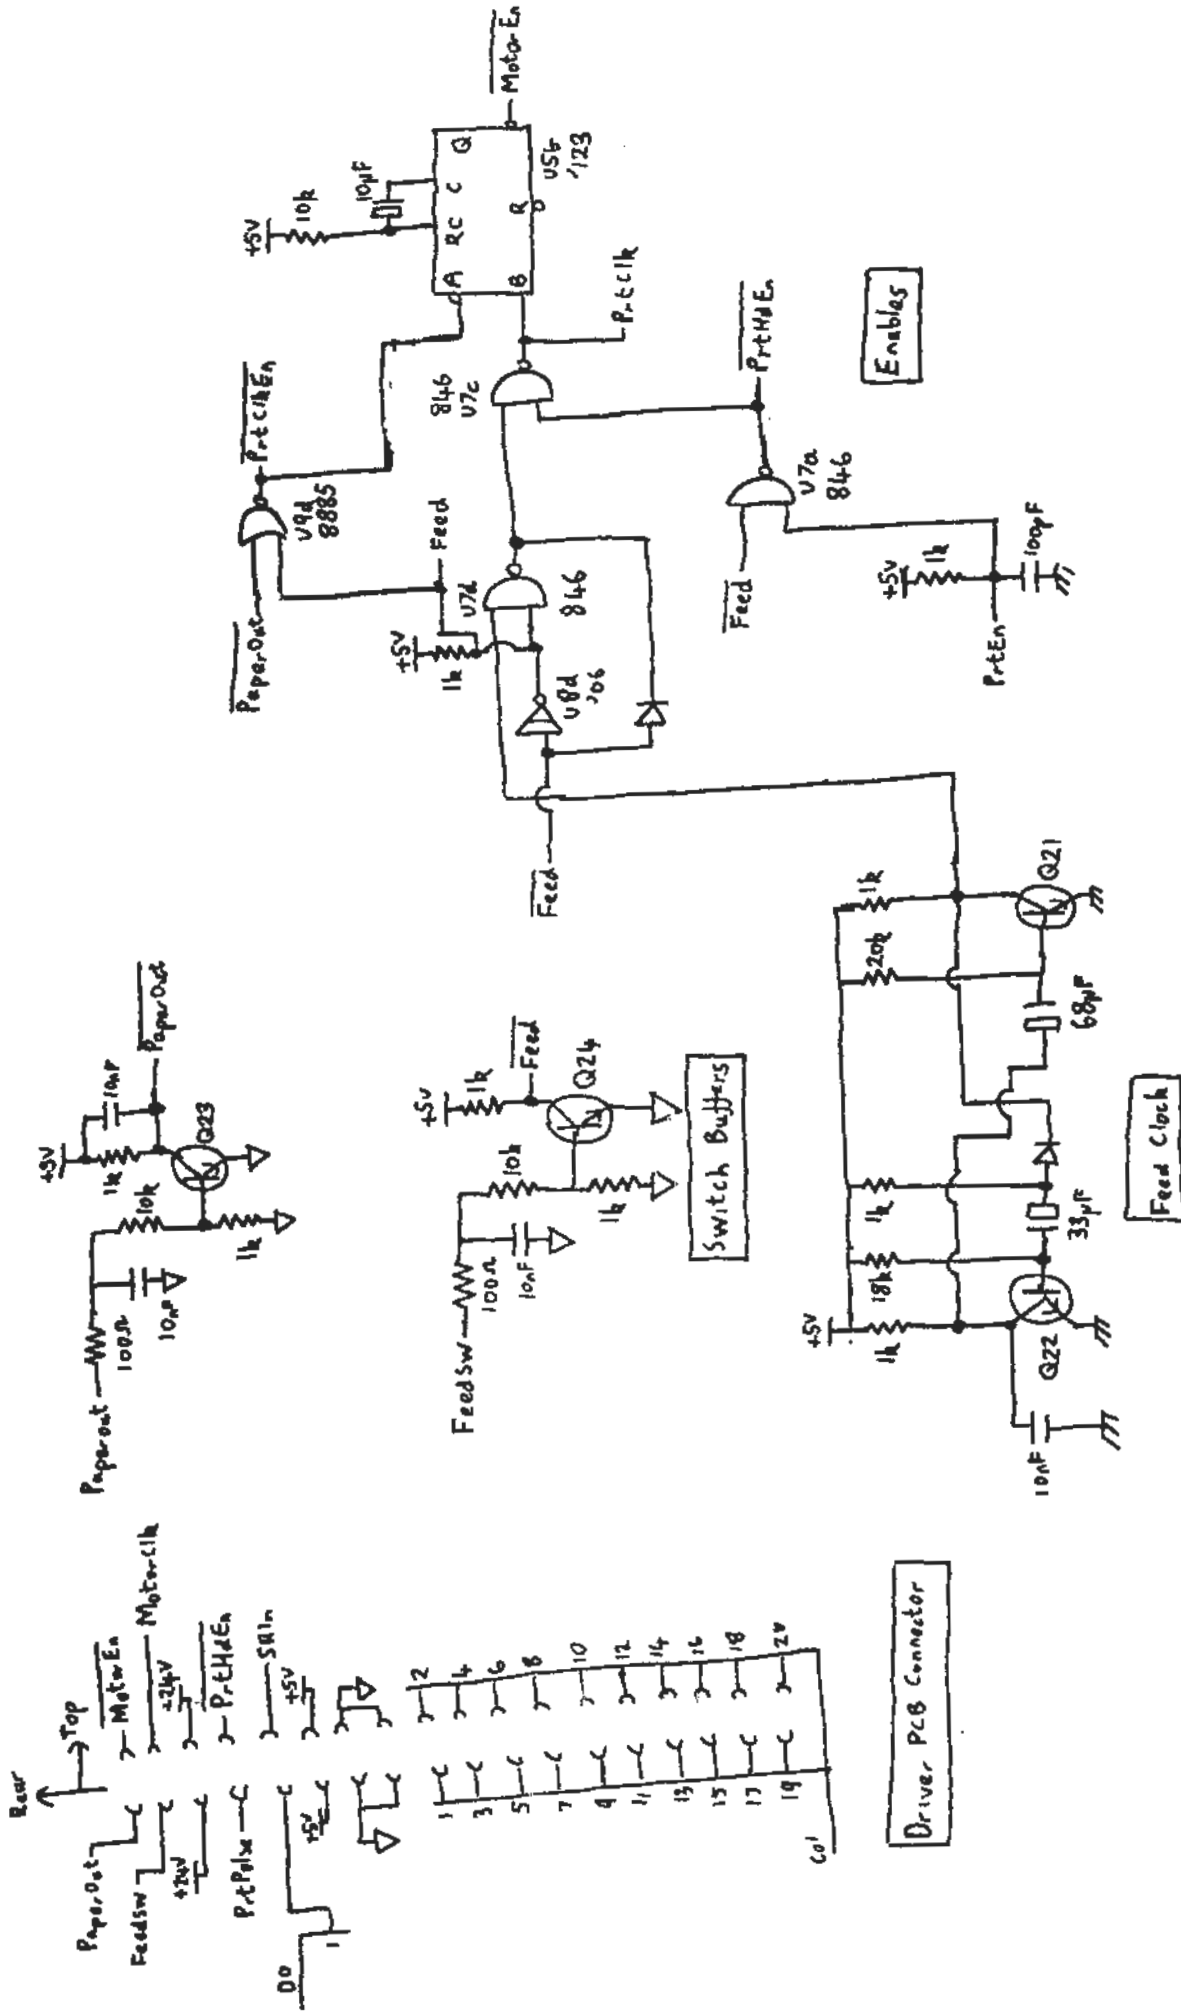 Rear
Top
PaperOut
FeedSw
+24V
PrtPulse
D0
1
+5V
MotorEn
MotorClk
+24V
PrtHdEn
SRIn
+5V
1
3
5
7
9
11
13
15
17
19
2
4
6
8
10
12
14
16
18
20
Col
Driver PCB Connector
PaperOut
100Ω
10nF
10k
1k
+5V
1k
10nF
Q23
PaperOut
FeedSw
100Ω
10nF
10k
1k
+5V
1k
Feed
Q24
Switch Buffers
10nF
+5V
1k
Q22
18k
1k
33µF
68µF
20k
1k
Q21
Feed Clock
PaperOut
U9d
8885
PrtClkEn
Feed
+5V
1k
Feed
U8d
'06
U7d
846
846
U7c
PrtClk
+5V
10k
10µF
A
RC
C
Q
B
R
U5b
'123
MotorEn
Feed
PrtEn
+5V
1k
100pF
U7a
846
PrtHdEn
Enables